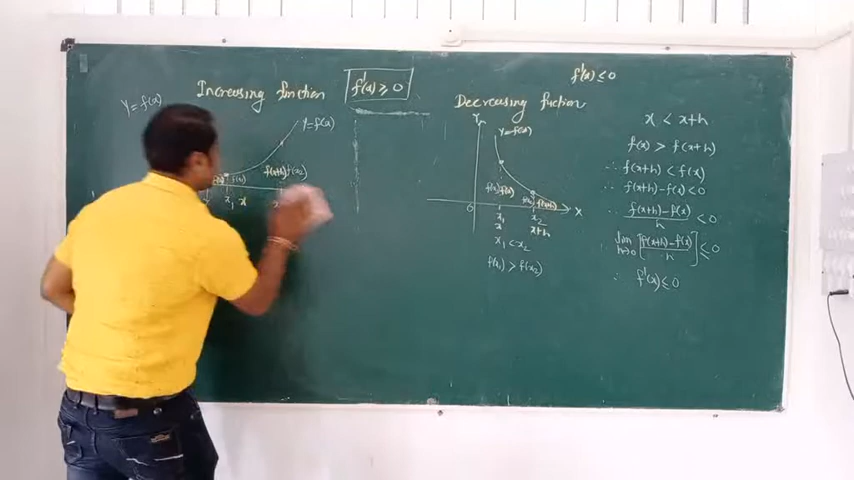 Increasing function
f'(x) ≥ 0
Y = f(x)
Y = f(x)
f(x)
f(x+h) f(x₂)
x₁ x
f'(x) ≤ 0
Decreasing fuction
Y
y = f(x)
f(x₁) f(x)
f(x₂) f(x+h)
0
X
x₁ x₂
x x+h
x₁ < x₂
f(x₁) > f(x₂)
x < x+h
f(x) > f(x+h)
∴ f(x+h) < f(x)
∴ f(x+h) - f(x) < 0
∴ f(x+h) - f(x) / h < 0
∴ lim h→0 [f(x+h) - f(x) / h] ≤ 0
∴ f'(x) ≤ 0